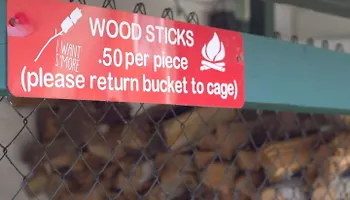 WOOD STICKS
I WANT
S'MORE
.50 per piece
(please return bucket to cage)